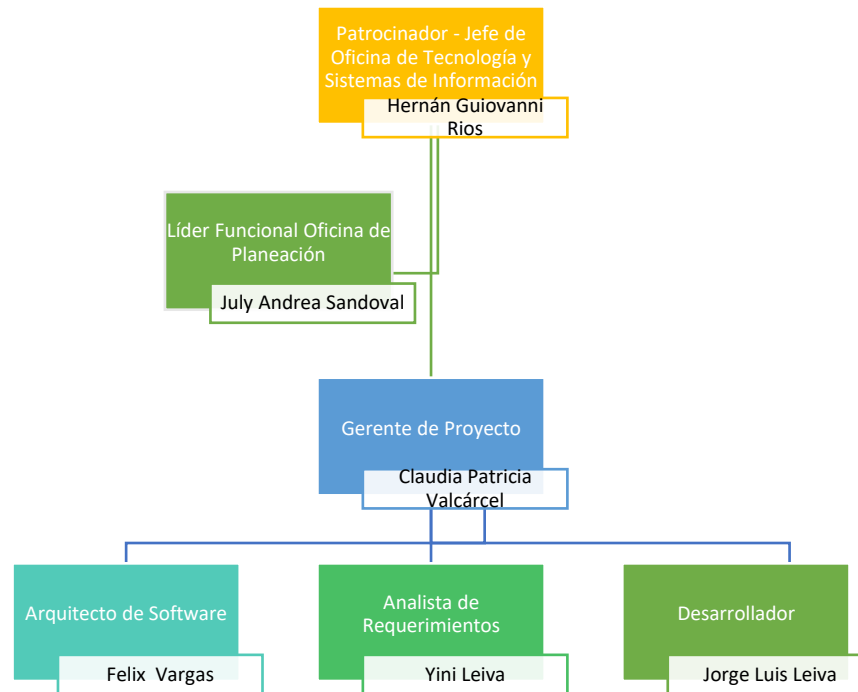 Patrocinador - Jefe de
Oficina de Tecnología y
Sistemas de Información
Hernán Guiovanni
Rios
Líder Funcional Oficina de
Planeación
July Andrea Sandoval
Gerente de Proyecto
Claudia Patricia
Valcárcel
Arquitecto de Software
Felix Vargas
Analista de
Requerimientos
Yini Leiva
Desarrollador
Jorge Luis Leiva